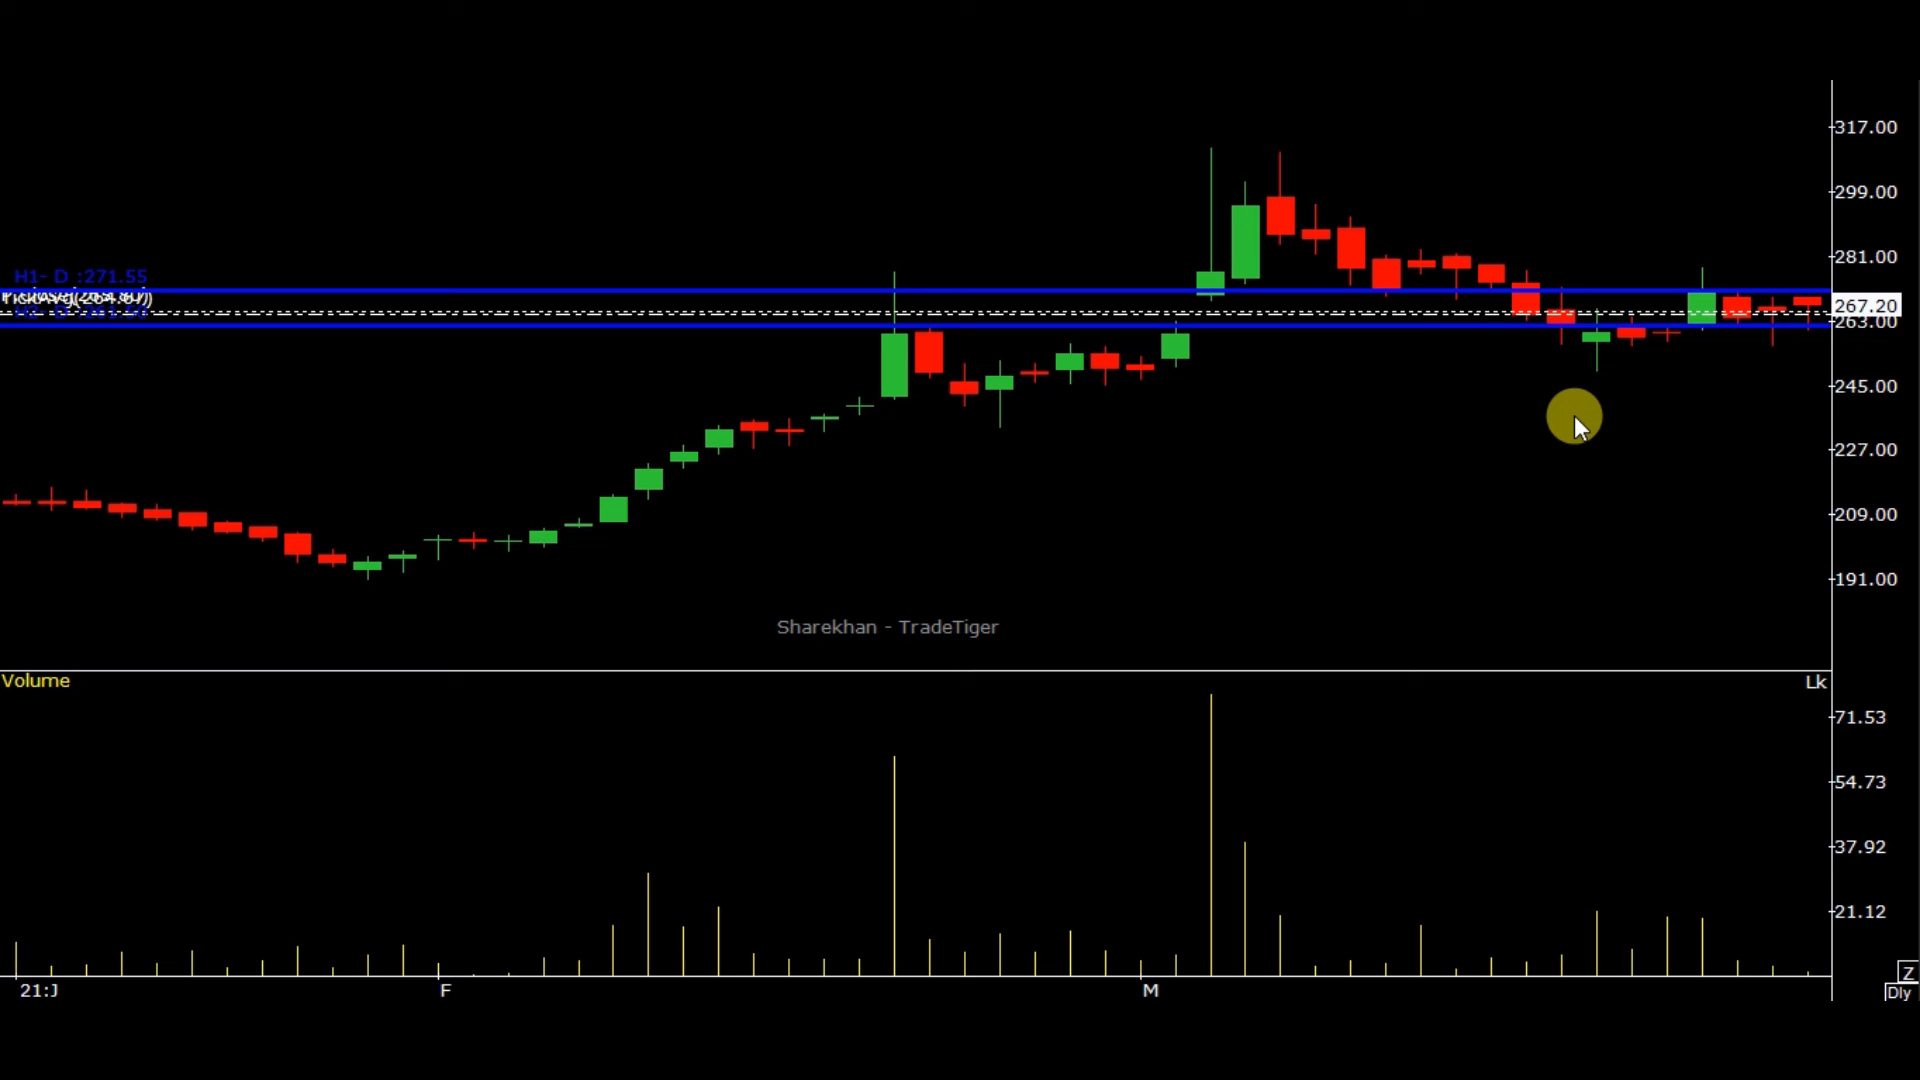 317.00
299.00
281.00
H1- D :271.55
267.20
263.00
245.00
227.00
209.00
191.00
Sharekhan - TradeTiger
Volume
Lk
71.53
54.73
37.92
21.12
Z
21:J
F
M
Dly